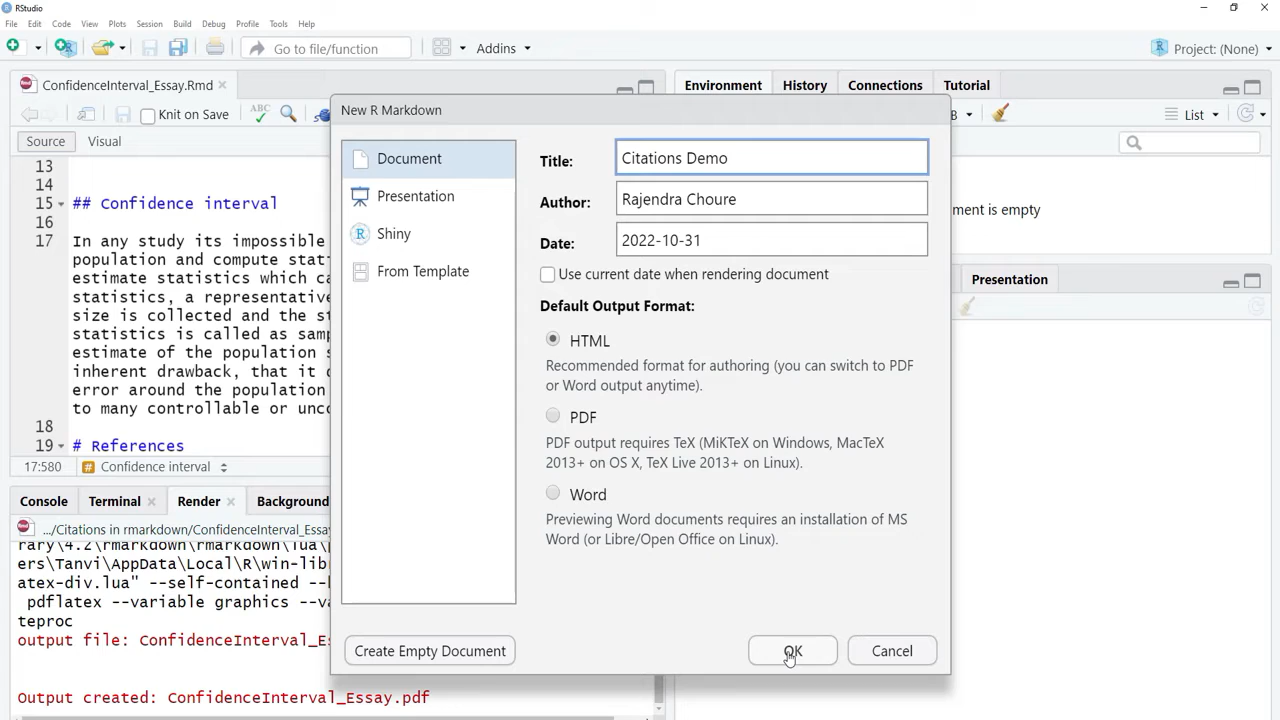 RStudio
File Edit Code View Plots Session Build Debug Profile Tools Help
Go to file/function
Addins
Project: (None)
ConfidenceInterval_Essay.Rmd
Environment History Connections Tutorial
Knit on Save
ABC
List
Source Visual
New R Markdown
Document
Presentation
Shiny
From Template
Title: Citations Demo
Author: Rajendra Choure
Date: 2022-10-31
Use current date when rendering document
Default Output Format:
HTML
Recommended format for authoring (you can switch to PDF
or Word output anytime).
PDF
PDF output requires TeX (MiKTeX on Windows, MacTeX
2013+ on OS X, TeX Live 2013+ on Linux).
Word
Previewing Word documents requires an installation of MS
Word (or Libre/Open Office on Linux).
Create Empty Document
OK
Cancel
13
14
15 ## Confidence interval
16
17 In any study its impossible
population and compute stat
estimate statistics which ca
statistics, a representative
size is collected and the st
statistics is called as samp
estimate of the population s
inherent drawback, that it d
error around the population
to many controllable or unco
18
19 # References
17:580 # Confidence interval
ment is empty
Presentation
Console Terminal Render Background
.../Citations in rmarkdown/ConfidenceInterval_Essay
rary\4.2\rmarkdown\rmarkdown\lua\p
ers\Tanvi\AppData\Local\R\win-lib
atex-div.lua" --self-contained --
pdflatex --variable graphics --va
teproc
output file: ConfidenceInterval_Es
Output created: ConfidenceInterval_Essay.pdf